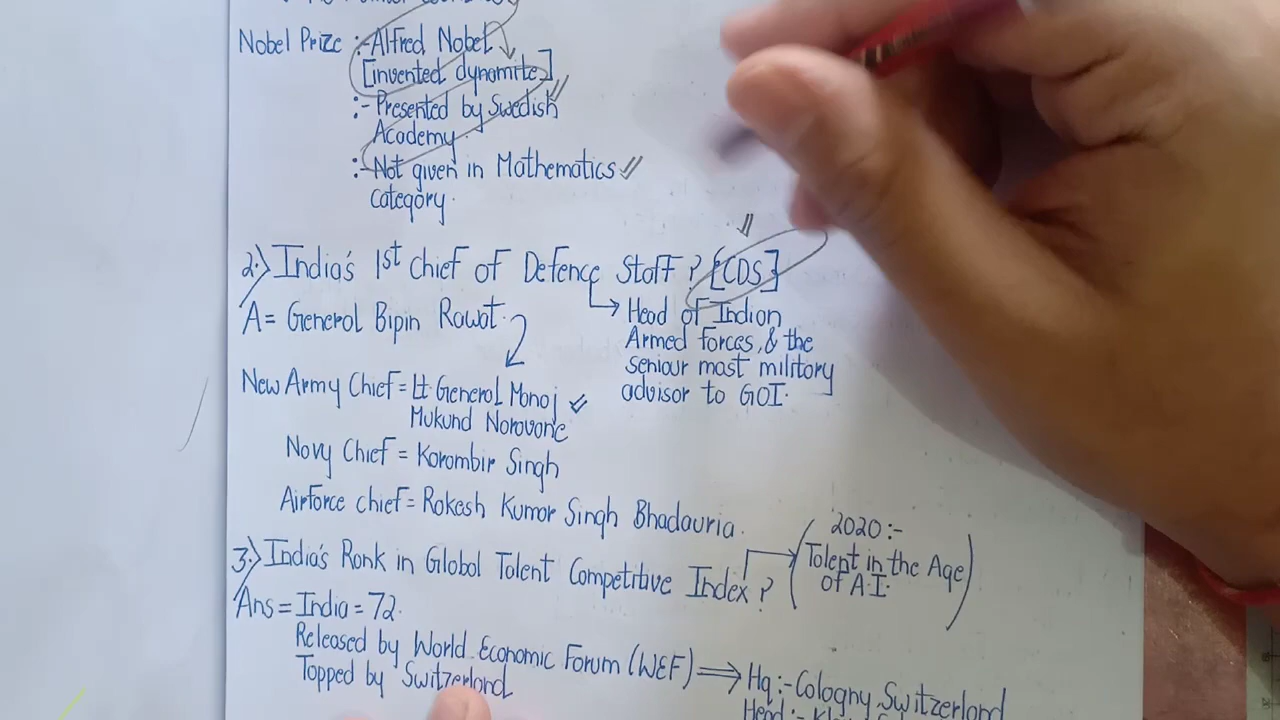 Nobel Prize :- Alfred Nobel
[invented dynomite]
:- Presented by Swedish
Academy.
:- Not given in Mathematics
category.
2.> India's 1st Chief of Defence Staff? [CDS]
A = General Bipin Rawat.
Head of Indian
Armed forces, & the
seniour most military
advisor to GOI.
New Army Chief = Lt. General Manoj
Mukund Narovone
Navy Chief = Karambir Singh
Airforce chief = Rakesh Kumar Singh Bhadauria.
3.> India's Rank in Global Talent Competitive Index?
2020:-
Talent in the Age
of A.I.
Ans = India = 72.
Released by World Economic Forum (WEF) ⟹ Hq:- Cologny, Switzerland
Topped by Switzerland
Head:-